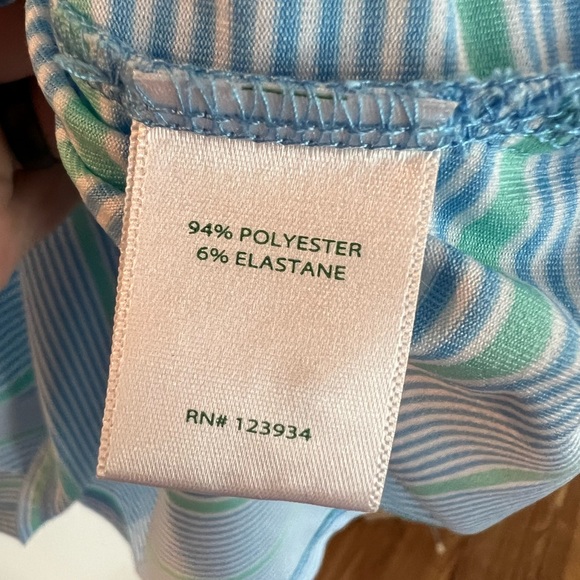 94% POLYESTER
6% ELASTANE
RN# 123934